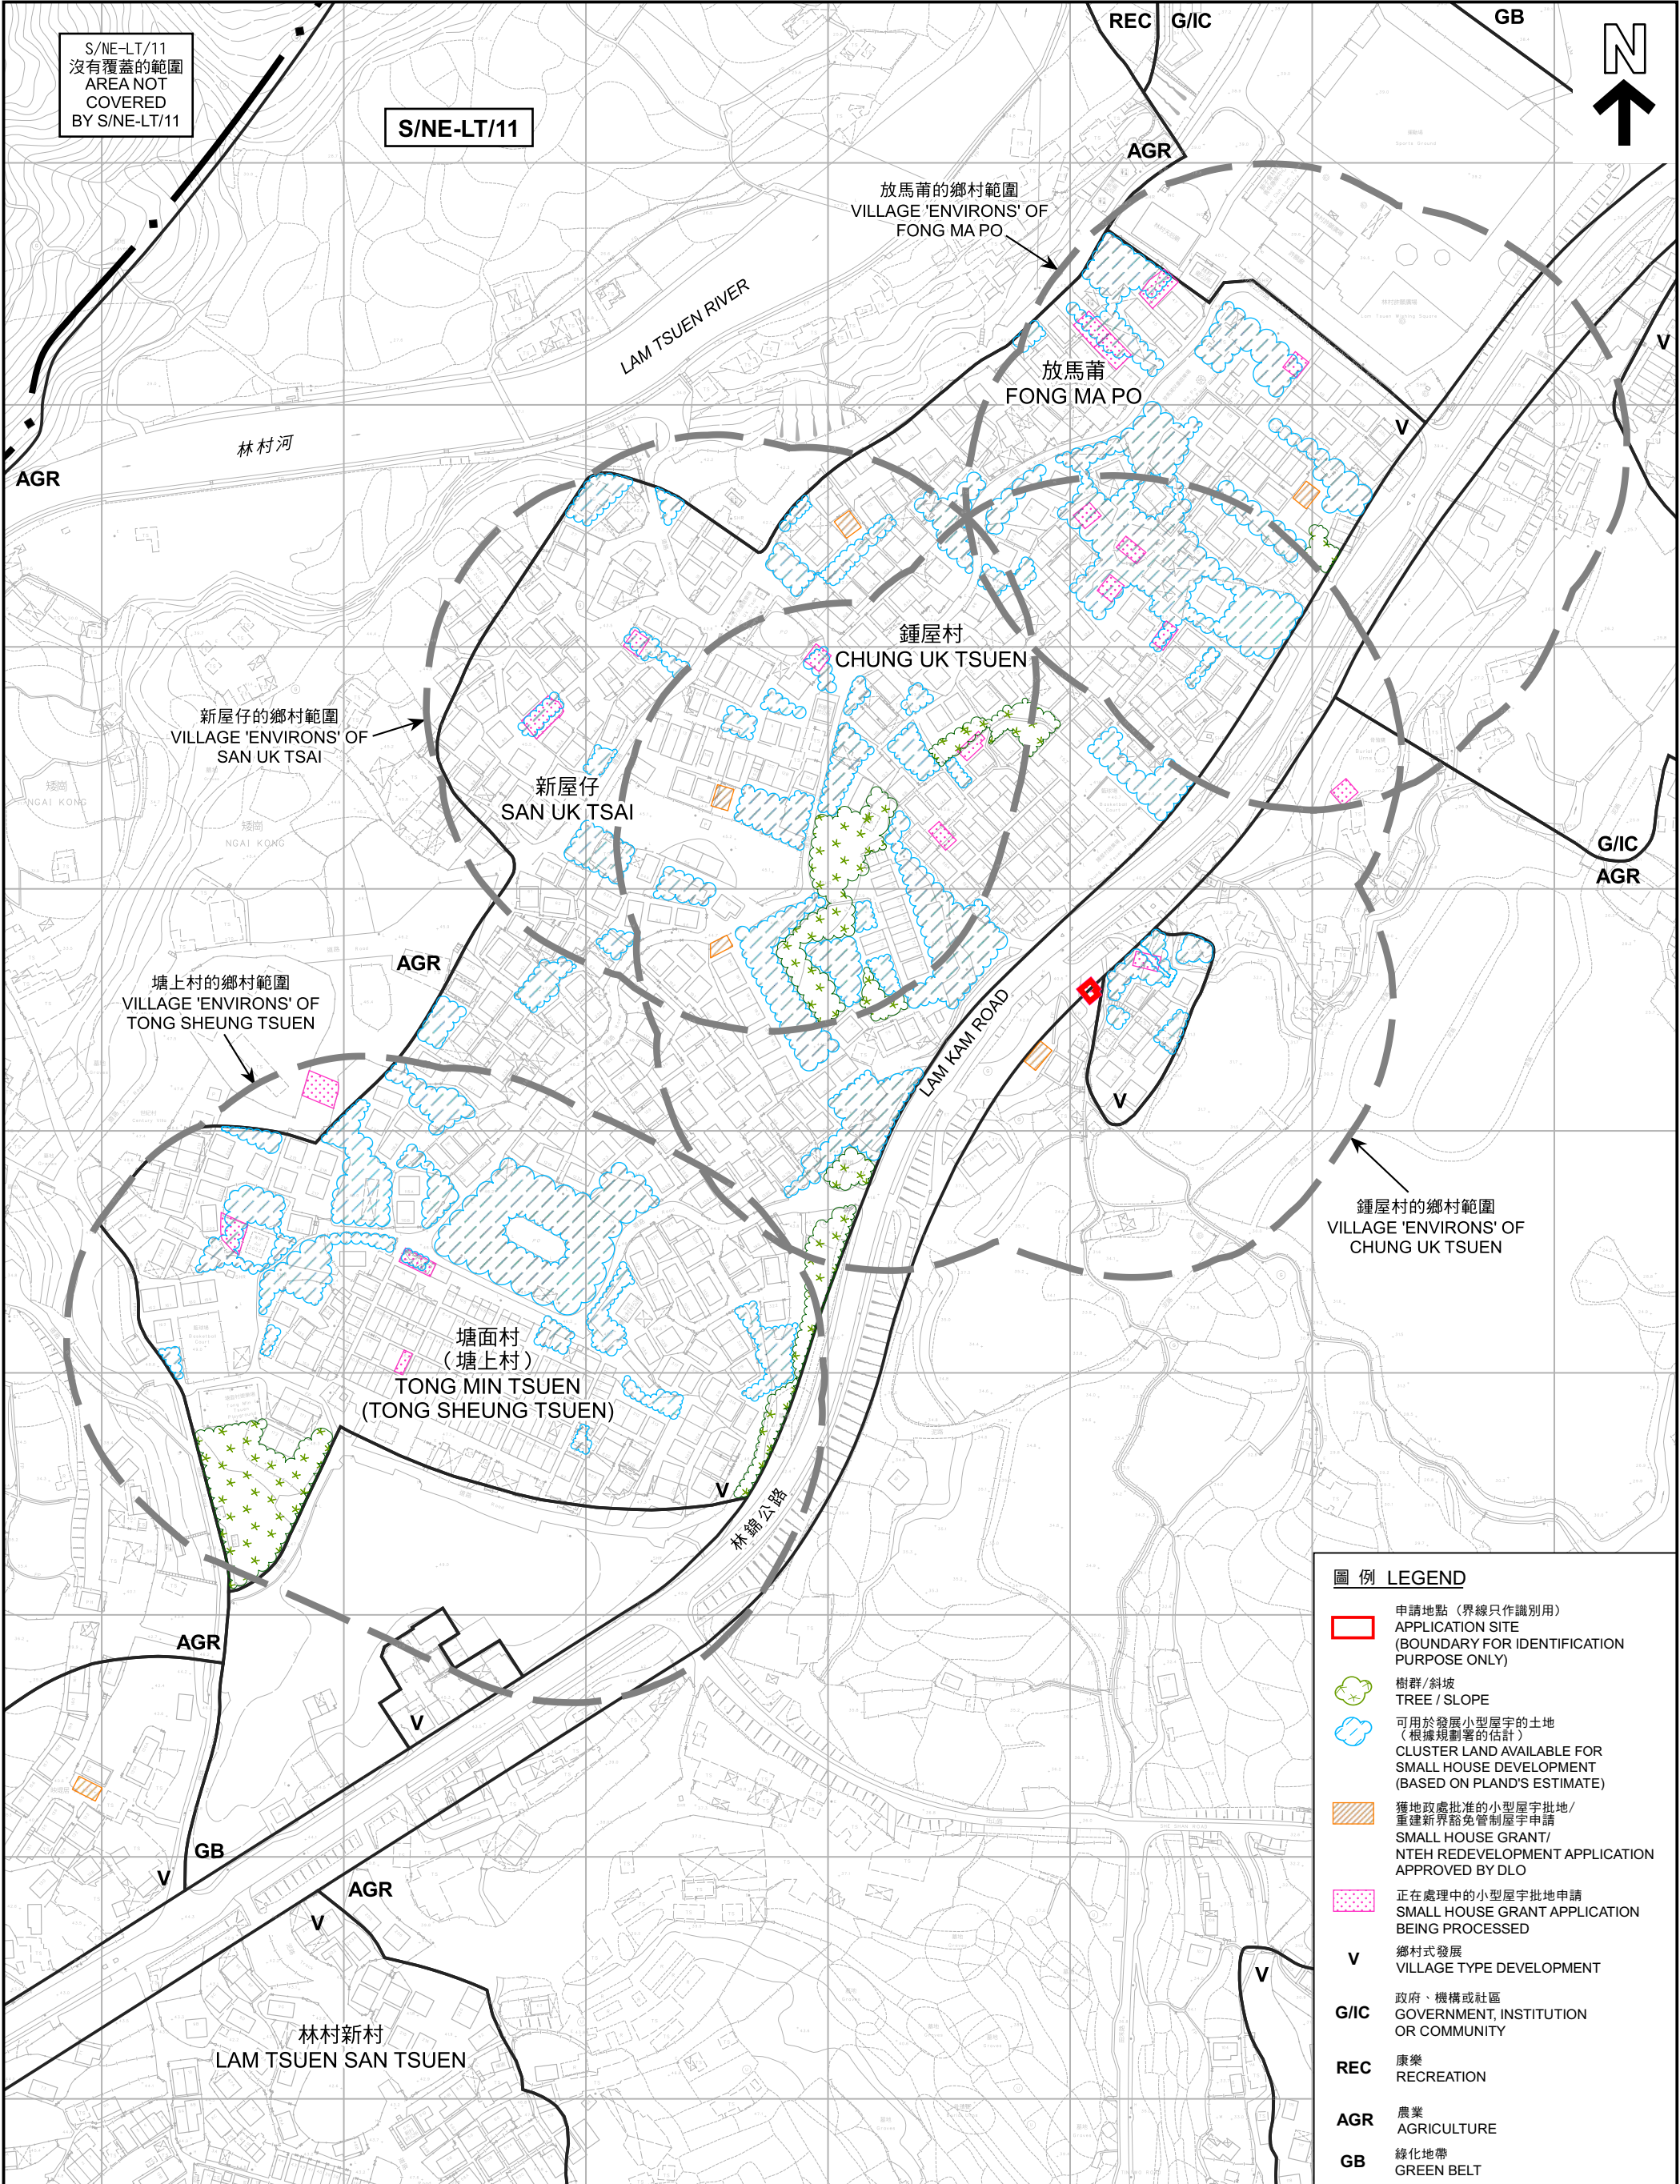 S/NE-LT/11
沒有覆蓋的範圍
AREA NOT
COVERED
BY S/NE-LT/11
S/NE-LT/11
REC
G/IC
GB
N
AGR
放馬莆的鄉村範圍
VILLAGE 'ENVIRONS' OF
FONG MA PO
LAM TSUEN RIVER
林村河
AGR
放馬莆
FONG MA PO
V
V
鍾屋村
CHUNG UK TSUEN
新屋仔的鄉村範圍
VILLAGE 'ENVIRONS' OF
SAN UK TSAI
矮崗
NGAI KONG
矮崗
NGAI KONG
新屋仔
SAN UK TSAI
G/IC
AGR
AGR
塘上村的鄉村範圍
VILLAGE 'ENVIRONS' OF
TONG SHEUNG TSUEN
LAM KAM ROAD
V
鍾屋村的鄉村範圍
VILLAGE 'ENVIRONS' OF
CHUNG UK TSUEN
塘面村
（塘上村）
TONG MIN TSUEN
(TONG SHEUNG TSUEN)
V
林錦公路
AGR
V
GB
V
AGR
V
V
林村新村
LAM TSUEN SAN TSUEN
圖 例 LEGEND
申請地點（界線只作識別用）
APPLICATION SITE
(BOUNDARY FOR IDENTIFICATION
PURPOSE ONLY)
樹群/斜坡
TREE / SLOPE
可用於發展小型屋宇的土地
（根據規劃署的估計）
CLUSTER LAND AVAILABLE FOR
SMALL HOUSE DEVELOPMENT
(BASED ON PLAND'S ESTIMATE)
獲地政處批准的小型屋宇批地/
重建新界豁免管制屋宇申請
SMALL HOUSE GRANT/
NTEH REDEVELOPMENT APPLICATION
APPROVED BY DLO
正在處理中的小型屋宇批地申請
SMALL HOUSE GRANT APPLICATION
BEING PROCESSED
V
鄉村式發展
VILLAGE TYPE DEVELOPMENT
G/IC
政府、機構或社區
GOVERNMENT, INSTITUTION
OR COMMUNITY
REC
康樂
RECREATION
AGR
農業
AGRICULTURE
GB
綠化地帶
GREEN BELT